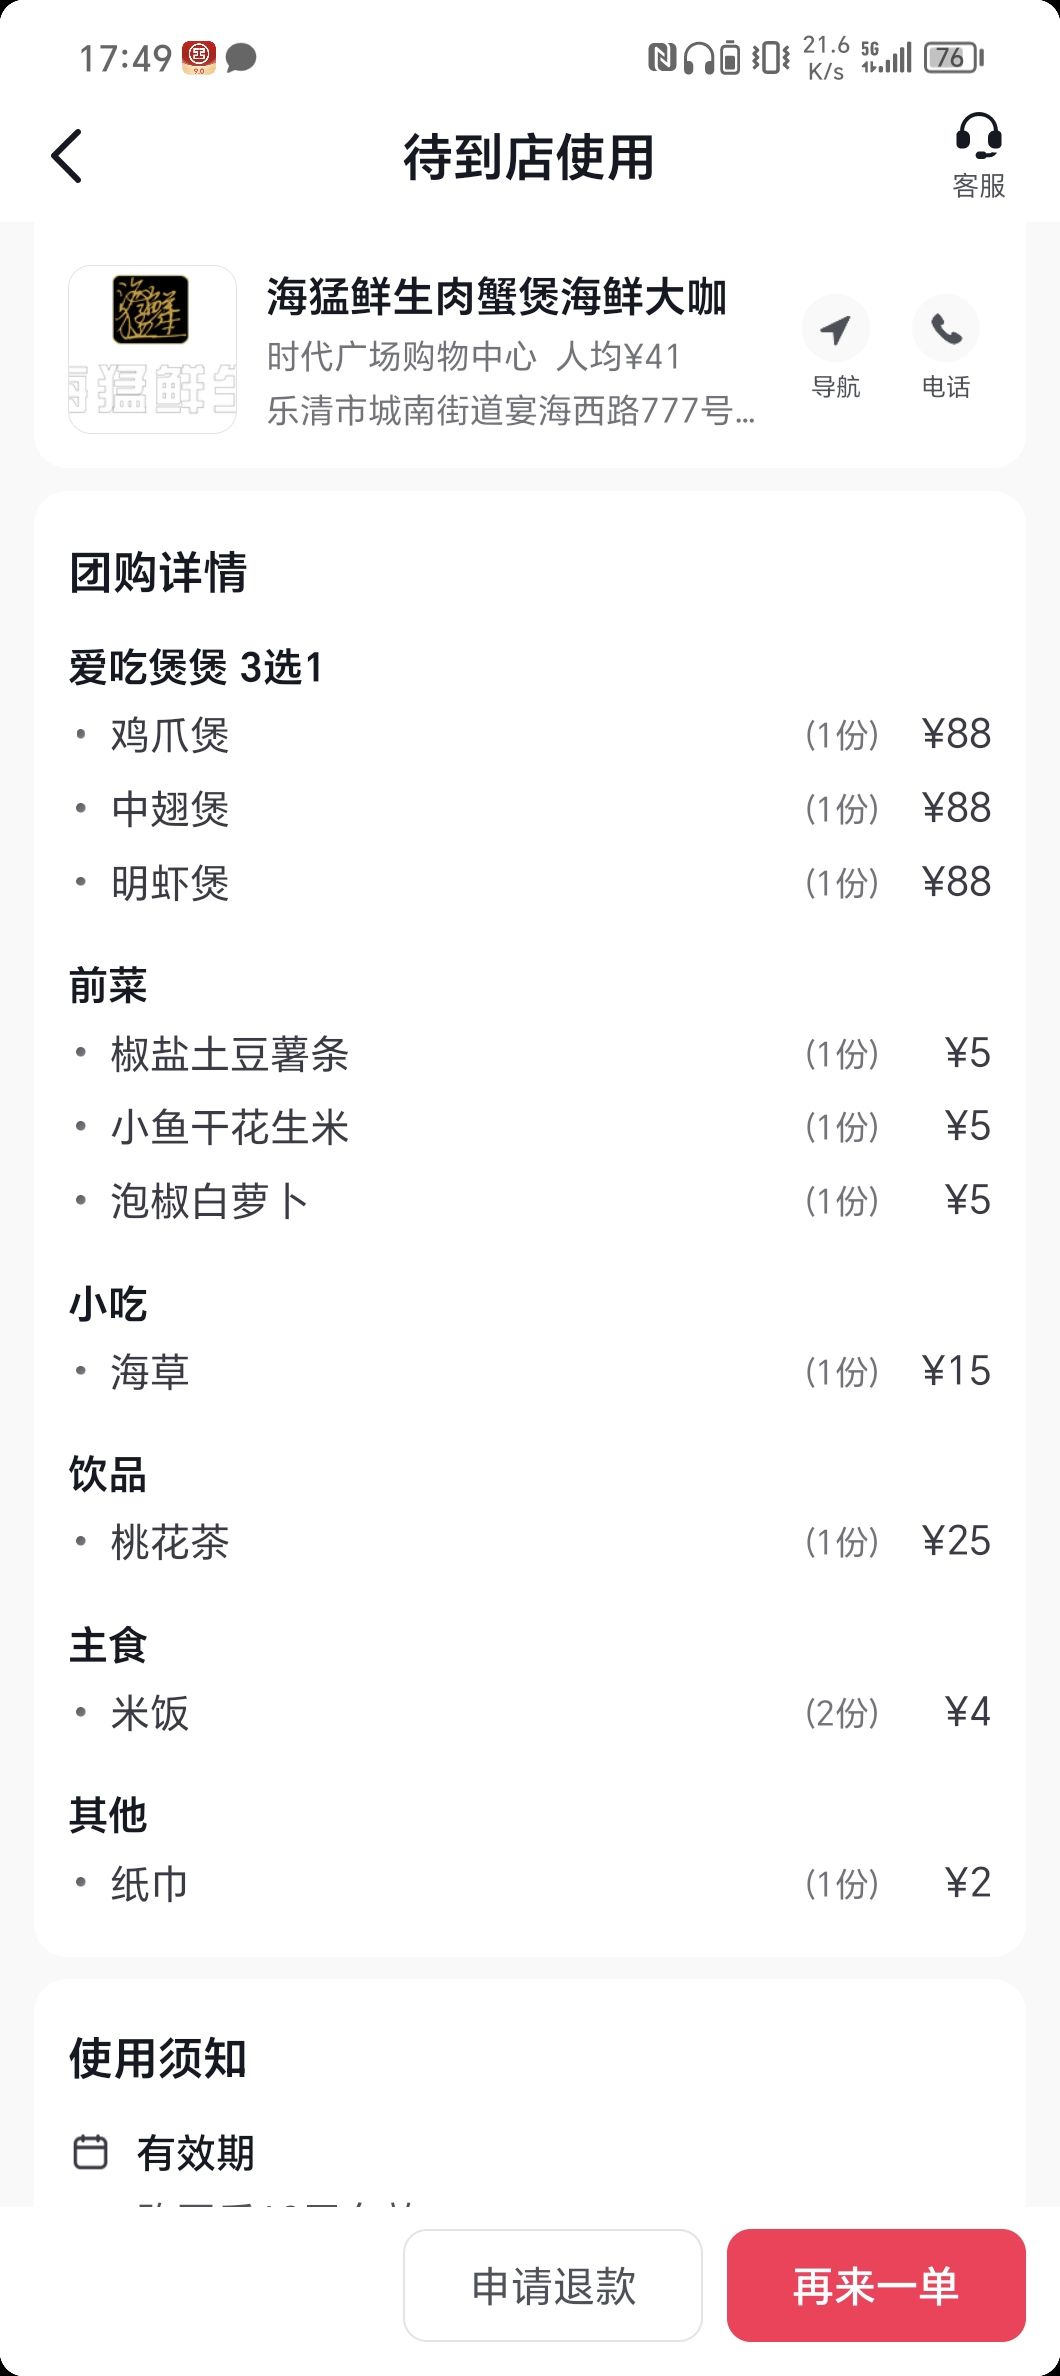 17:49
21.6 K/s
5G
76
待到店使用
客服
海猛鲜生肉蟹煲海鲜大咖
时代广场购物中心 人均¥41
乐清市城南街道宴海西路777号...
导航
电话
海猛鲜生
团购详情
爱吃煲煲 3选1
· 鸡爪煲 (1份) ¥88
· 中翅煲 (1份) ¥88
· 明虾煲 (1份) ¥88
前菜
· 椒盐土豆薯条 (1份) ¥5
· 小鱼干花生米 (1份) ¥5
· 泡椒白萝卜 (1份) ¥5
小吃
· 海草 (1份) ¥15
饮品
· 桃花茶 (1份) ¥25
主食
· 米饭 (2份) ¥4
其他
· 纸巾 (1份) ¥2
使用须知
有效期
申请退款
再来一单